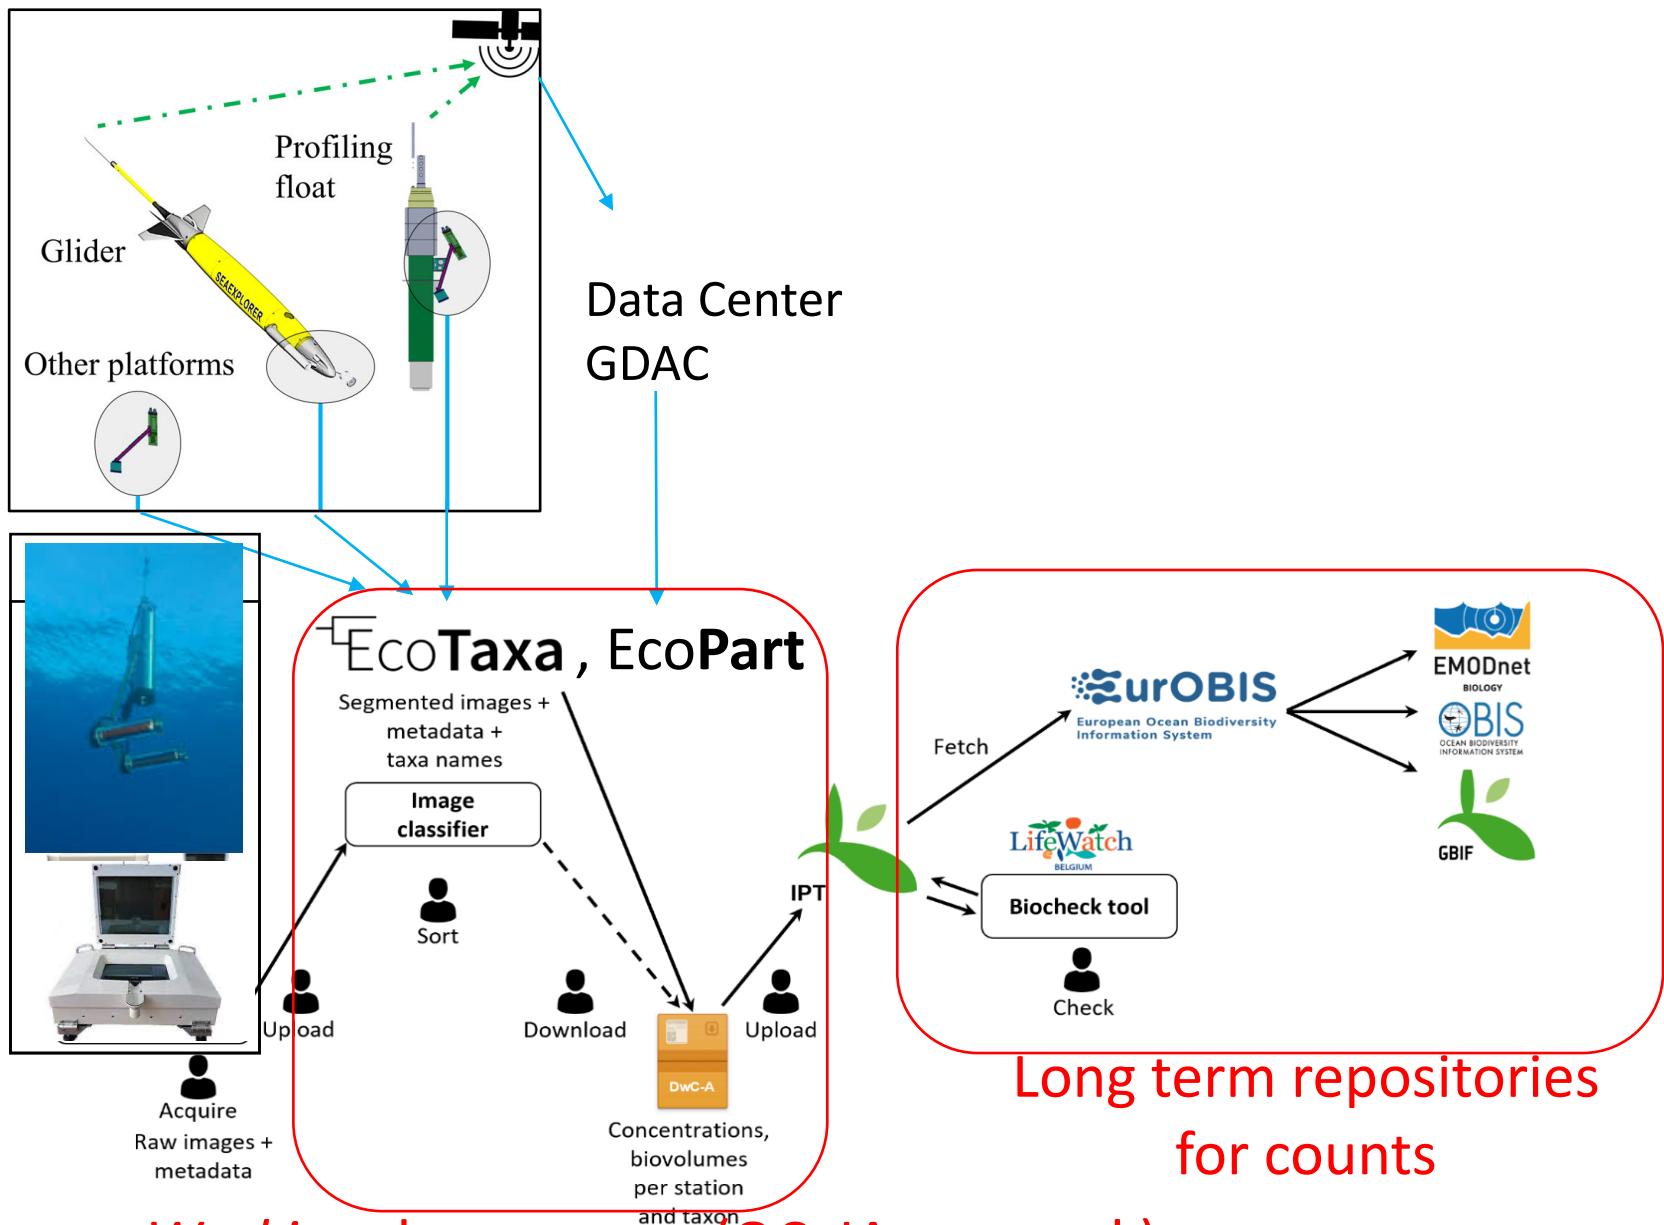 Profiling
float
Glider
SEAEXPLORER
Other platforms
Data Center
GDAC
EcoTaxa , EcoPart
Segmented images +
metadata +
taxa names
Image
classifier
Sort
Upload
Download
Upload
Acquire
Raw images +
metadata
DwC-A
Concentrations,
biovolumes
per station
and taxon
IPT
Fetch
EurOBIS
European Ocean Biodiversity
Information System
LifeWatch
BELGIUM
Biocheck tool
Check
EMODnet
BIOLOGY
OBIS
OCEAN BIODIVERSITY
INFORMATION SYSTEM
GBIF
Long term repositories
for counts